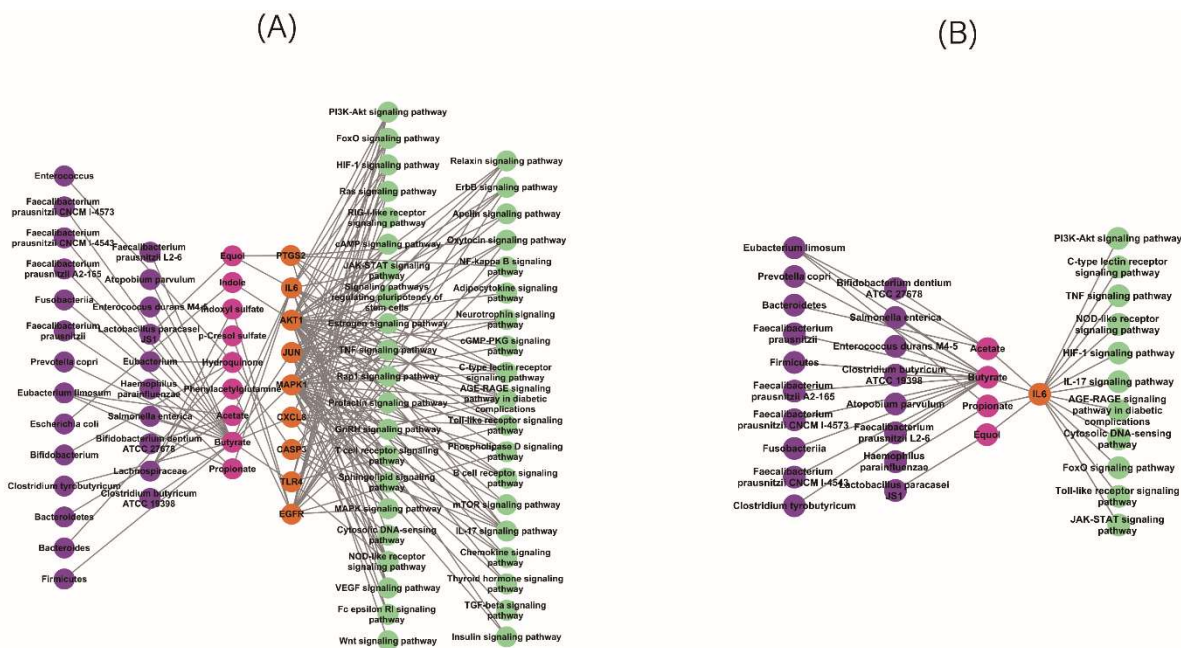 (A)
Enterococcus
Faecalibacterium
prausnitzii CNCM I-4573
Faecalibacterium
prausnitzii CNCM I-4543
Faecalibacterium
prausnitzii A2-165
Fusobacteriia
Faecalibacterium
prausnitzii
Prevotella copri
Eubacterium limosum
Escherichia coli
Bifidobacterium
Clostridium tyrobutyricum
Bacteroidetes
Bacteroides
Firmicutes
Faecalibacterium
prausnitzii L2-6
Atopobium parvulum
Enterococcus durans M4-5
Lactobacillus paracasei
JS1
Eubacterium
Haemophilus
parainfluenzae
Salmonella enterica
Bifidobacterium dentium
ATCC 27678
Lachnospiraceae
Clostridium butyricum
ATCC 19398
Equol
Indole
Indoxyl sulfate
p-Cresol sulfate
Hydroquinone
Phenylacetylglutamine
Acetate
Butyrate
Propionate
PTGS2
IL6
AKT1
JUN
MAPK1
CXCL8
CASP3
TLR4
EGFR
PI3K-Akt signaling pathway
FoxO signaling pathway
HIF-1 signaling pathway
Ras signaling pathway
RIG-I-like receptor
signaling pathway
cAMP signaling pathway
JAK-STAT signaling
pathway
Signaling pathways
regulating pluripotency of
stem cells
Estrogen signaling pathway
TNF signaling pathway
Rap1 signaling pathway
Prolactin signaling pathway
GnRH signaling pathway
T cell receptor signaling
pathway
Sphingolipid signaling
pathway
MAPK signaling pathway
Cytosolic DNA-sensing
pathway
NOD-like receptor
signaling pathway
VEGF signaling pathway
Fc epsilon RI signaling
pathway
Wnt signaling pathway
Relaxin signaling pathway
ErbB signaling pathway
Apelin signaling pathway
Oxytocin signaling pathway
NF-kappa B signaling
pathway
Adipocytokine signaling
pathway
Neurotrophin signaling
pathway
cGMP-PKG signaling
pathway
C-type lectin receptor
signaling pathway
AGE-RAGE signaling
pathway in diabetic
complications
Toll-like receptor signaling
pathway
Phospholipase D signaling
pathway
B cell receptor signaling
pathway
mTOR signaling pathway
IL-17 signaling pathway
Chemokine signaling
pathway
Thyroid hormone signaling
pathway
TGF-beta signaling
pathway
Insulin signaling pathway
(B)
Eubacterium limosum
Prevotella copri
Bacteroidetes
Faecalibacterium
prausnitzii
Firmicutes
Faecalibacterium
prausnitzii A2-165
Faecalibacterium
prausnitzii CNCM I-4573
Fusobacteriia
Faecalibacterium
prausnitzii CNCM I-4543
Clostridium tyrobutyricum
Bifidobacterium dentium
ATCC 27678
Salmonella enterica
Enterococcus durans M4-5
Clostridium butyricum
ATCC 19398
Atopobium parvulum
Faecalibacterium
prausnitzii L2-6
Haemophilus
parainfluenzae
Lactobacillus paracasei
JS1
Acetate
Butyrate
Propionate
Equol
IL6
PI3K-Akt signaling pathway
C-type lectin receptor
signaling pathway
TNF signaling pathway
NOD-like receptor
signaling pathway
HIF-1 signaling pathway
IL-17 signaling pathway
AGE-RAGE signaling
pathway in diabetic
complications
Cytosolic DNA-sensing
pathway
FoxO signaling pathway
Toll-like receptor signaling
pathway
JAK-STAT signaling
pathway